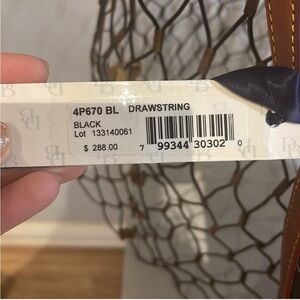 4P670 BL DRAWSTRING
BLACK
Lot 133140061
$ 288.00
7 99344 30302 0